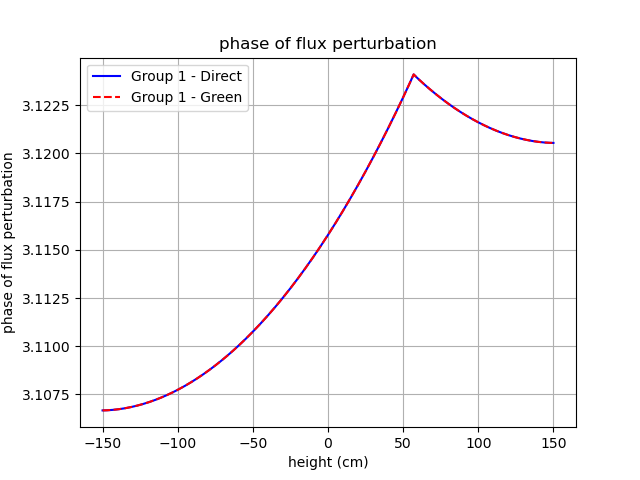 phase of flux perturbation
Group 1 - Direct
Group 1 - Green
phase of flux perturbation
3.1225
3.1200
3.1175
3.1150
3.1125
3.1100
3.1075
−150 −100 −50 0 50 100 150
height (cm)